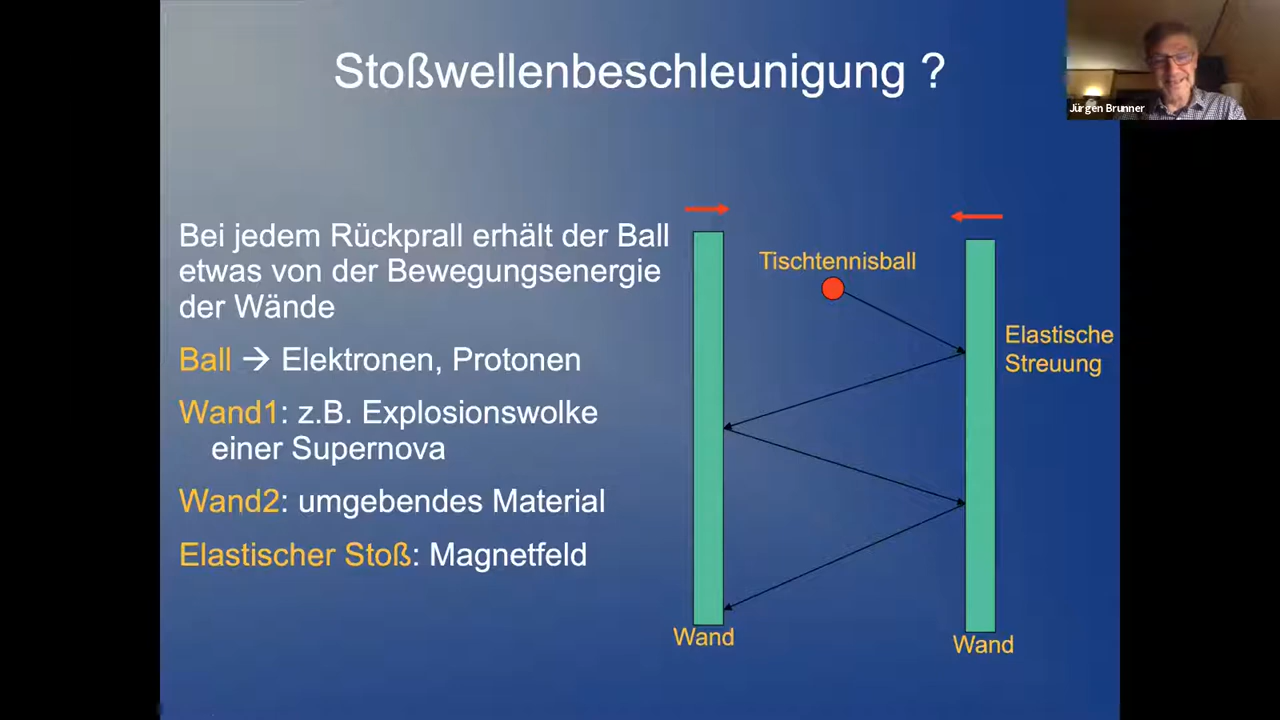 Stoßwellenbeschleunigung ?
Jürgen Brunner
Bei jedem Rückprall erhält der Ball
etwas von der Bewegungsenergie
der Wände
Ball → Elektronen, Protonen
Wand1: z.B. Explosionswolke
einer Supernova
Wand2: umgebendes Material
Elastischer Stoß: Magnetfeld
Tischtennisball
Elastische
Streuung
Wand
Wand